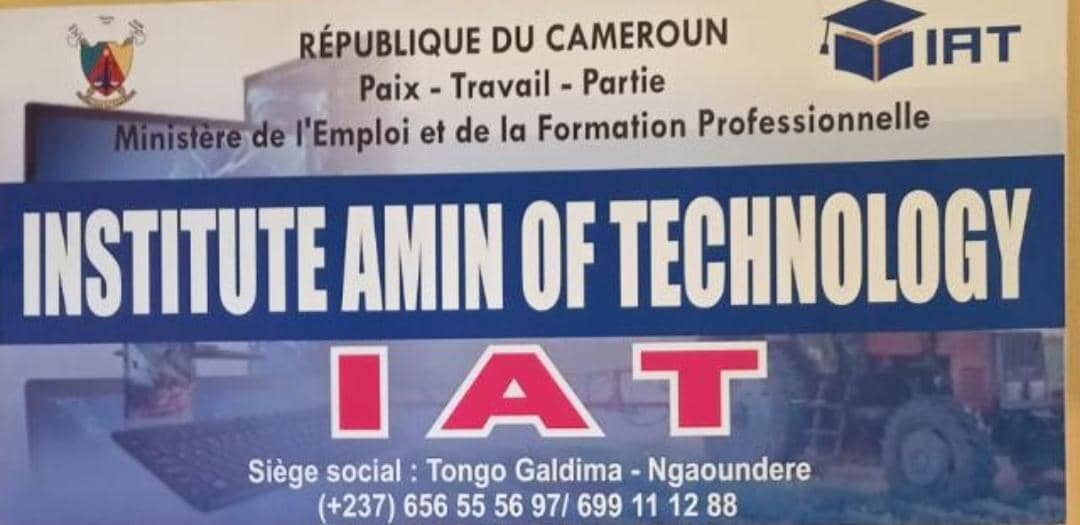 RÉPUBLIQUE DU CAMEROUN
IAT
Paix - Travail - Partie
Ministère de l'Emploi et de la Formation Professionnelle
INSTITUTE AMIN OF TECHNOLOGY
IAT
Siège social : Tongo Galdima - Ngaoundere
(+237) 656 55 56 97/ 699 11 12 88